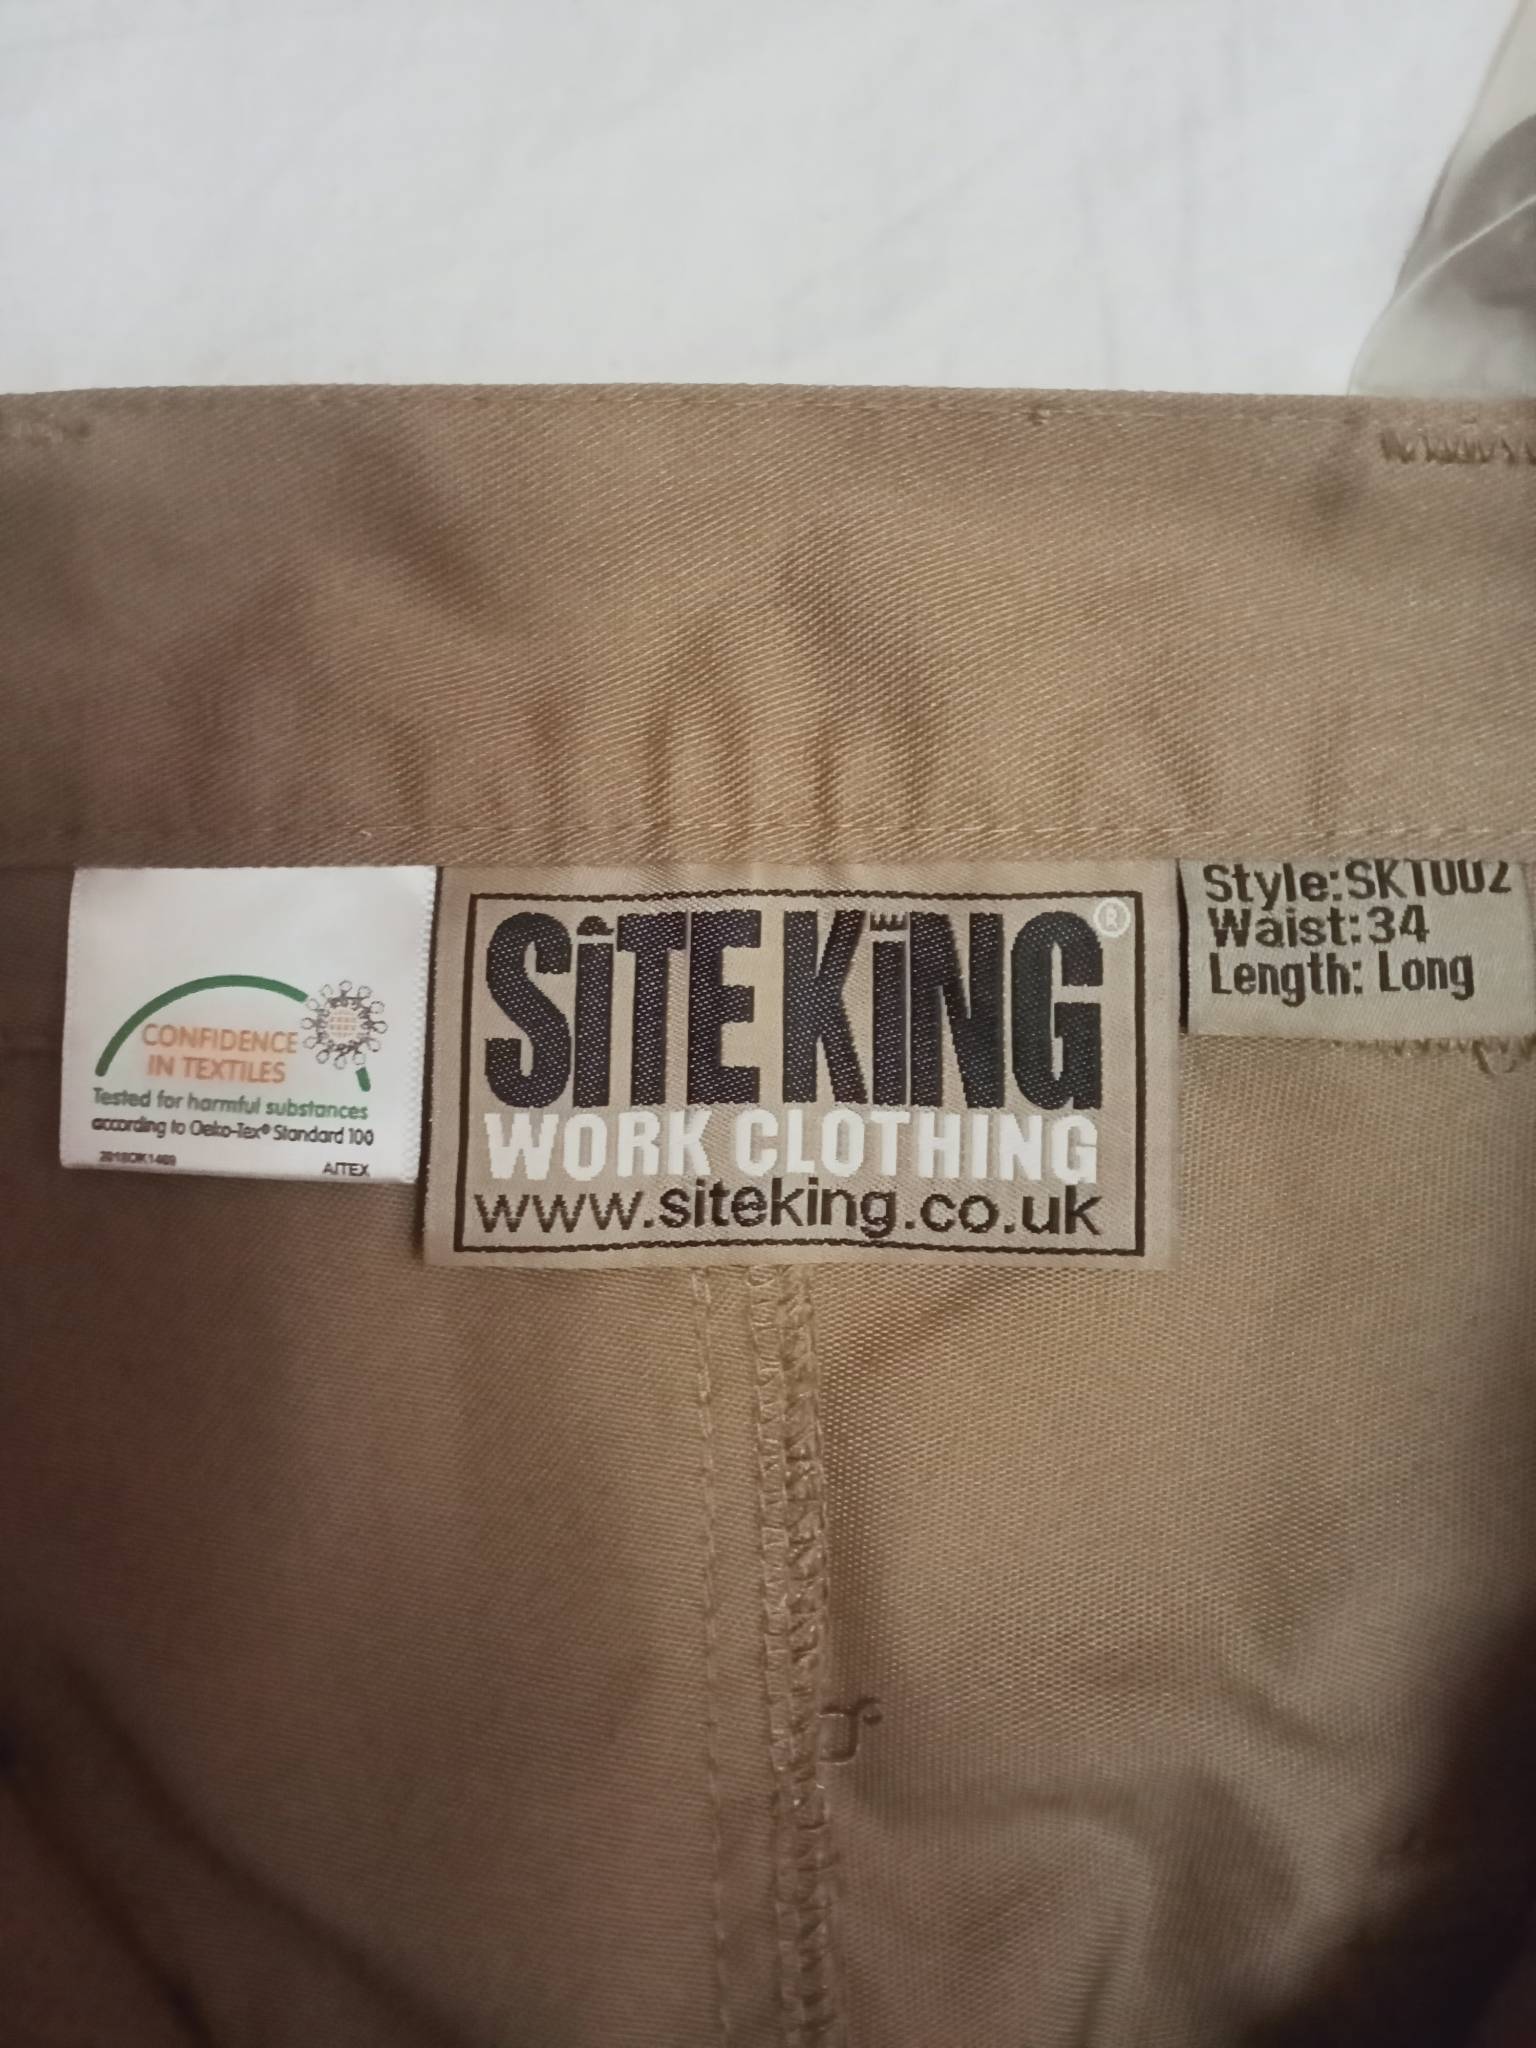 CONFIDENCE
IN TEXTILES
Tested for harmful substances
according to Oeko-Tex® Standard 100
AITEX
SiTE KiNG®
WORK CLOTHING
www.siteking.co.uk
Style:SKT002
Waist:34
Length: Long